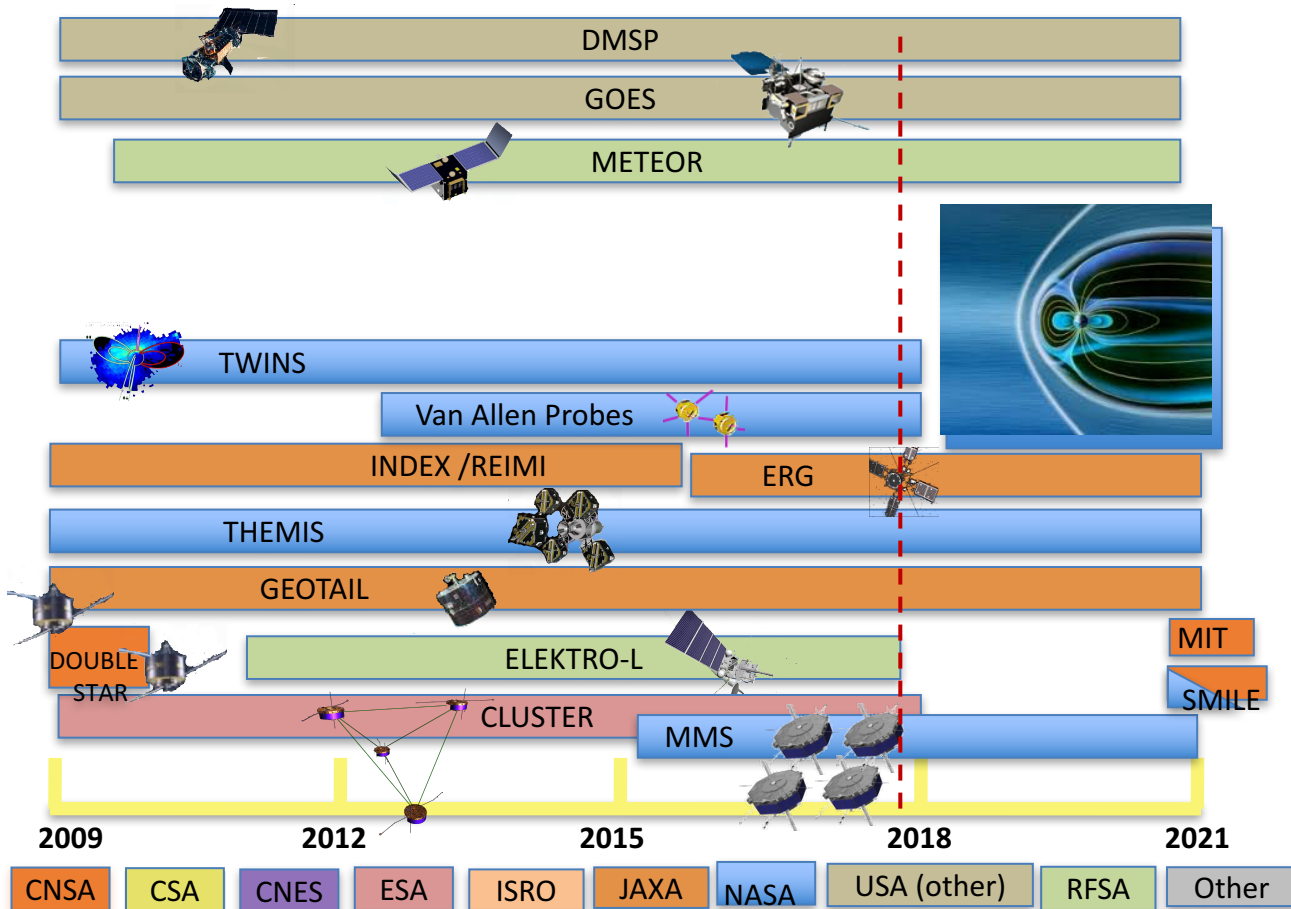 DMSP
GOES
METEOR
TWINS
Van Allen Probes
INDEX /REIMI
ERG
THEMIS
GEOTAIL
DOUBLE
STAR
ELEKTRO-L
MIT
SMILE
CLUSTER
MMS
2009 2012 2015 2018 2021
CNSA CSA CNES ESA ISRO JAXA NASA USA (other) RFSA Other